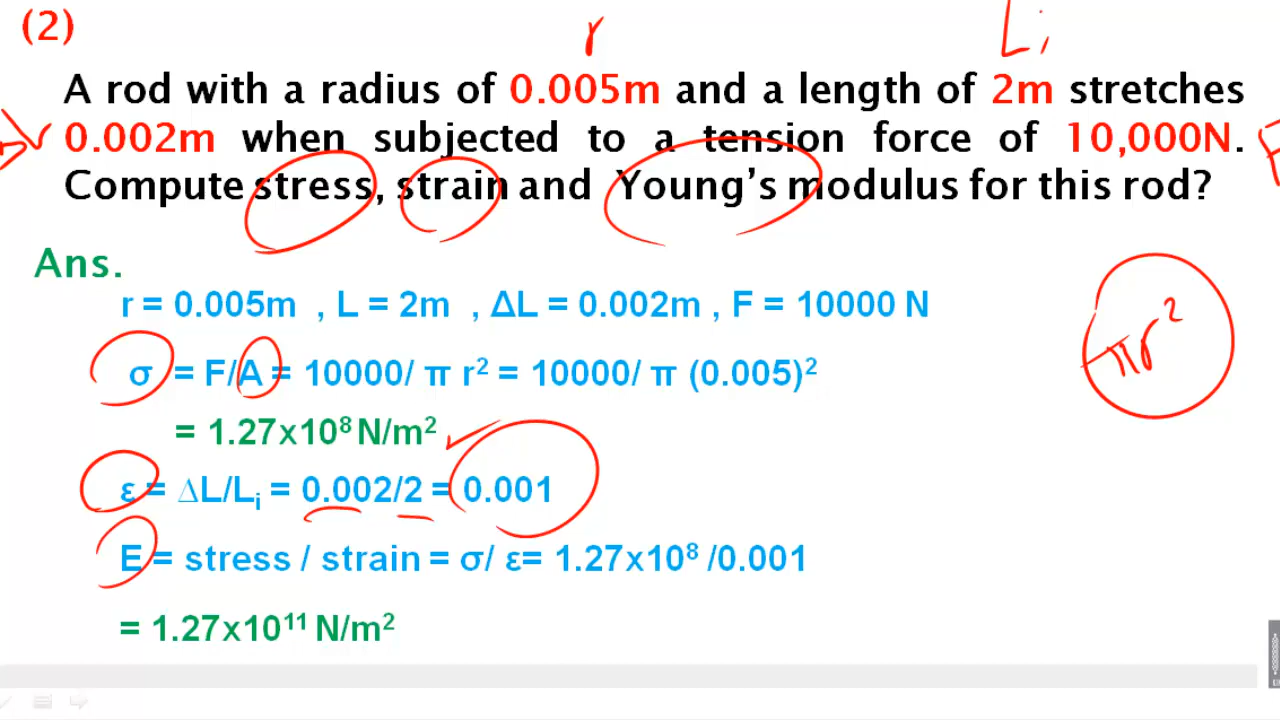 (2)
r
Li
A rod with a radius of 0.005m and a length of 2m stretches
0.002m when subjected to a tension force of 10,000N.
Compute stress, strain and Young's modulus for this rod?
Ans.
r = 0.005m , L = 2m , ΔL = 0.002m , F = 10000 N
σ = F/A = 10000/ π r² = 10000/ π (0.005)²
πr²
= 1.27x10⁸ N/m²
ε = ∆L/Lᵢ = 0.002/2 = 0.001
E = stress / strain = σ/ ε= 1.27x10⁸ /0.001
= 1.27x10¹¹ N/m²